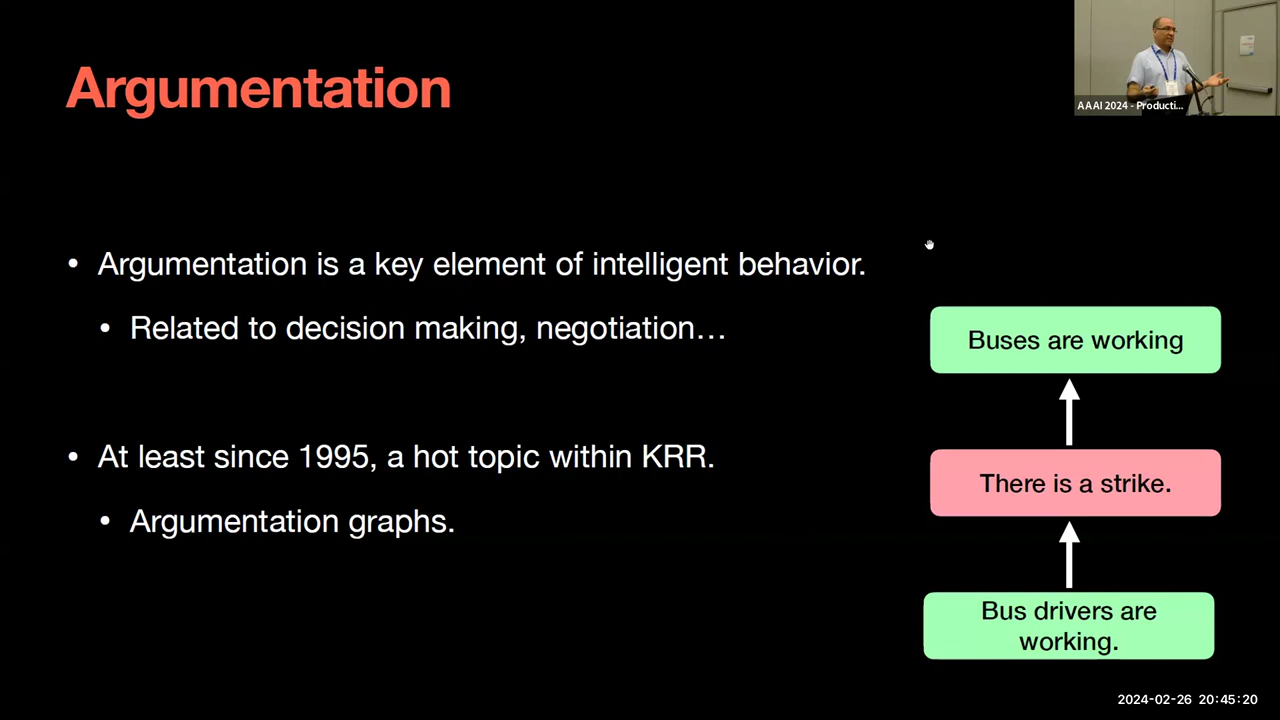 Argumentation
AAAI 2024 - Producti...
• Argumentation is a key element of intelligent behavior.
• Related to decision making, negotiation…
• At least since 1995, a hot topic within KRR.
• Argumentation graphs.
Buses are working
There is a strike.
Bus drivers are
working.
2024-02-26 20:45:20